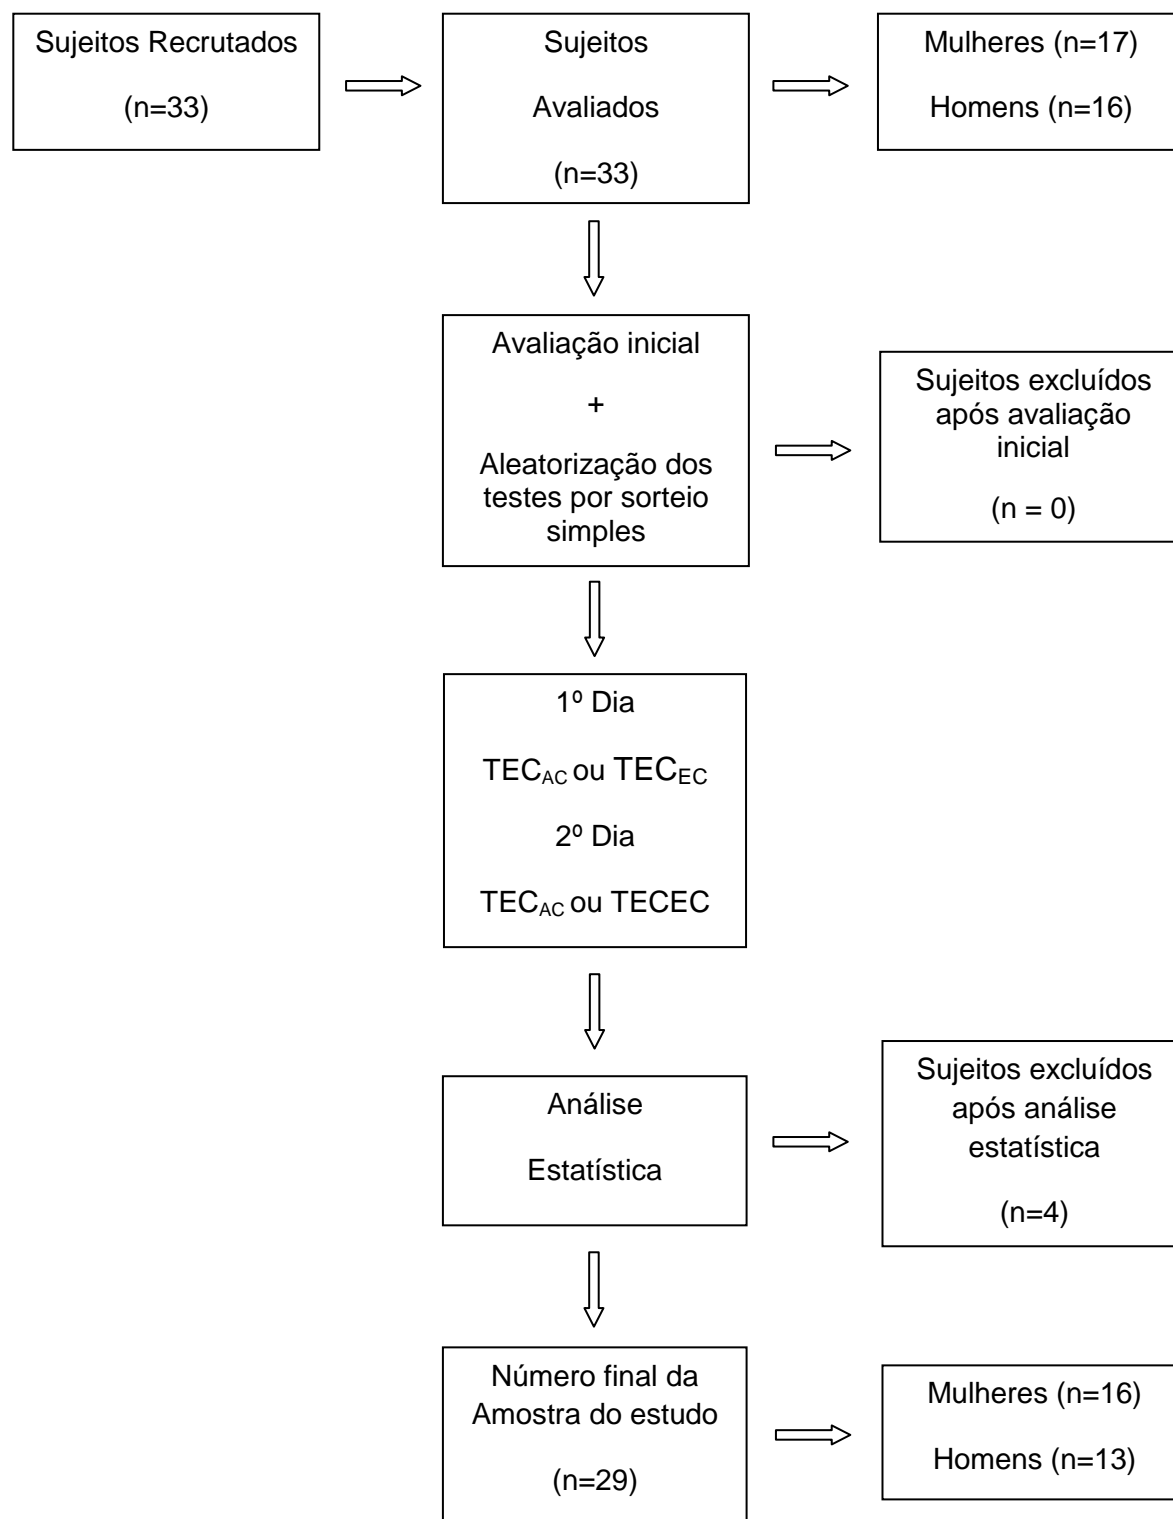 Sujeitos Recrutados
(n=33)
Sujeitos
Avaliados
(n=33)
Mulheres (n=17)
Homens (n=16)
Avaliação inicial
+
Aleatorização dos
testes por sorteio
simples
Sujeitos excluídos
após avaliação
inicial
(n = 0)
1º Dia
TECAC ou TECEC
2º Dia
TECAC ou TECEC
Análise
Estatística
Sujeitos excluídos
após análise
estatística
(n=4)
Número final da
Amostra do estudo
(n=29)
Mulheres (n=16)
Homens (n=13)